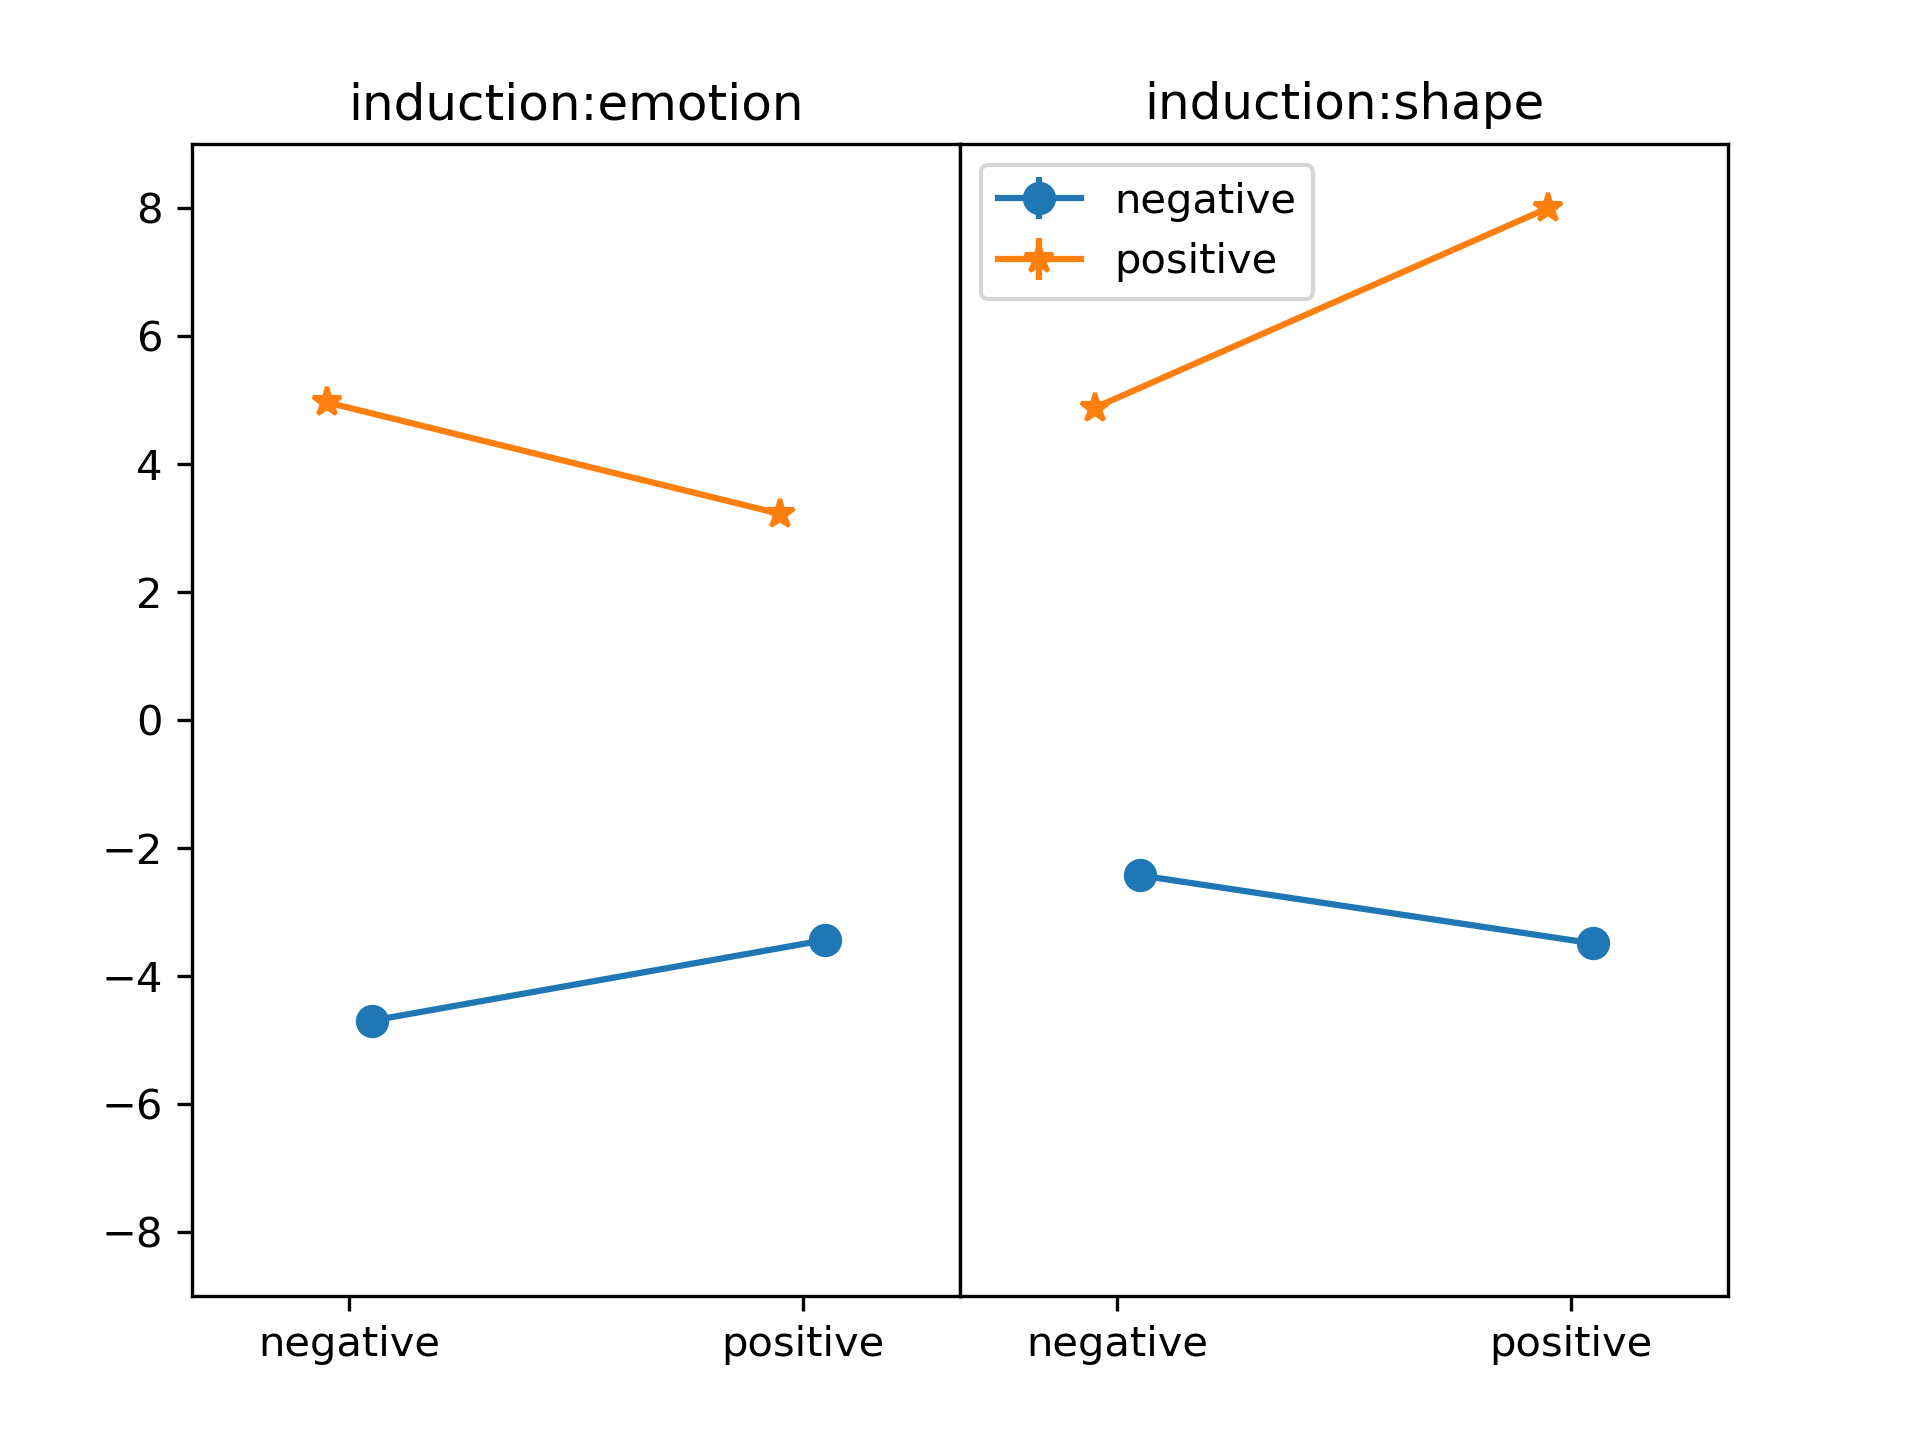 induction:emotion
induction:shape
negative
positive
8
6
4
2
0
−2
−4
−6
−8
negative
positive
negative
positive